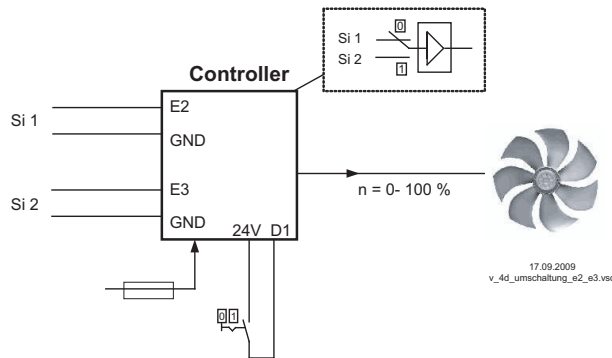 0
Si 1
Si 2
1
Controller
Si 1
E2
GND
Si 2
E3
GND
24V D1
n = 0- 100 %
0 1
17.09.2009
v_4d_umschaltung_e2_e3.vsd